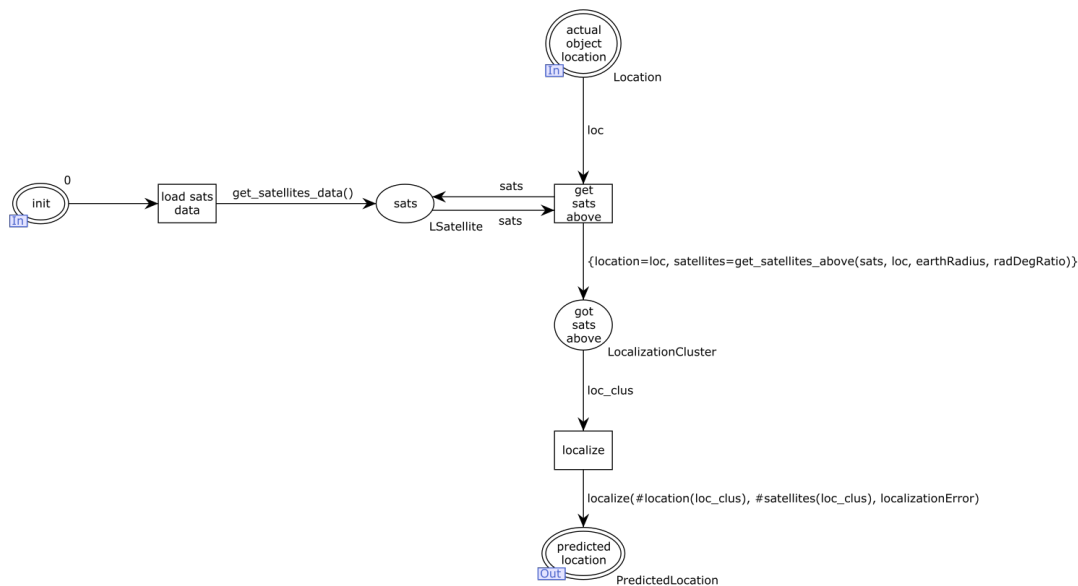 actual
object
location
In
Location
loc
0
init
In
load sats
data
get_satellites_data()
sats
LSatellite
sats
sats
get
sats
above
{location=loc, satellites=get_satellites_above(sats, loc, earthRadius, radDegRatio)}
got
sats
above
LocalizationCluster
loc_clus
localize
localize(#location(loc_clus), #satellites(loc_clus), localizationError)
predicted
location
Out
PredictedLocation